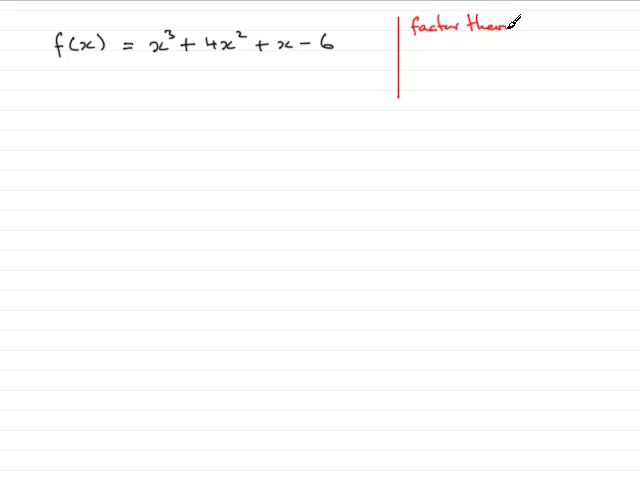 f(x) = x³ + 4x² + x - 6
factor theor